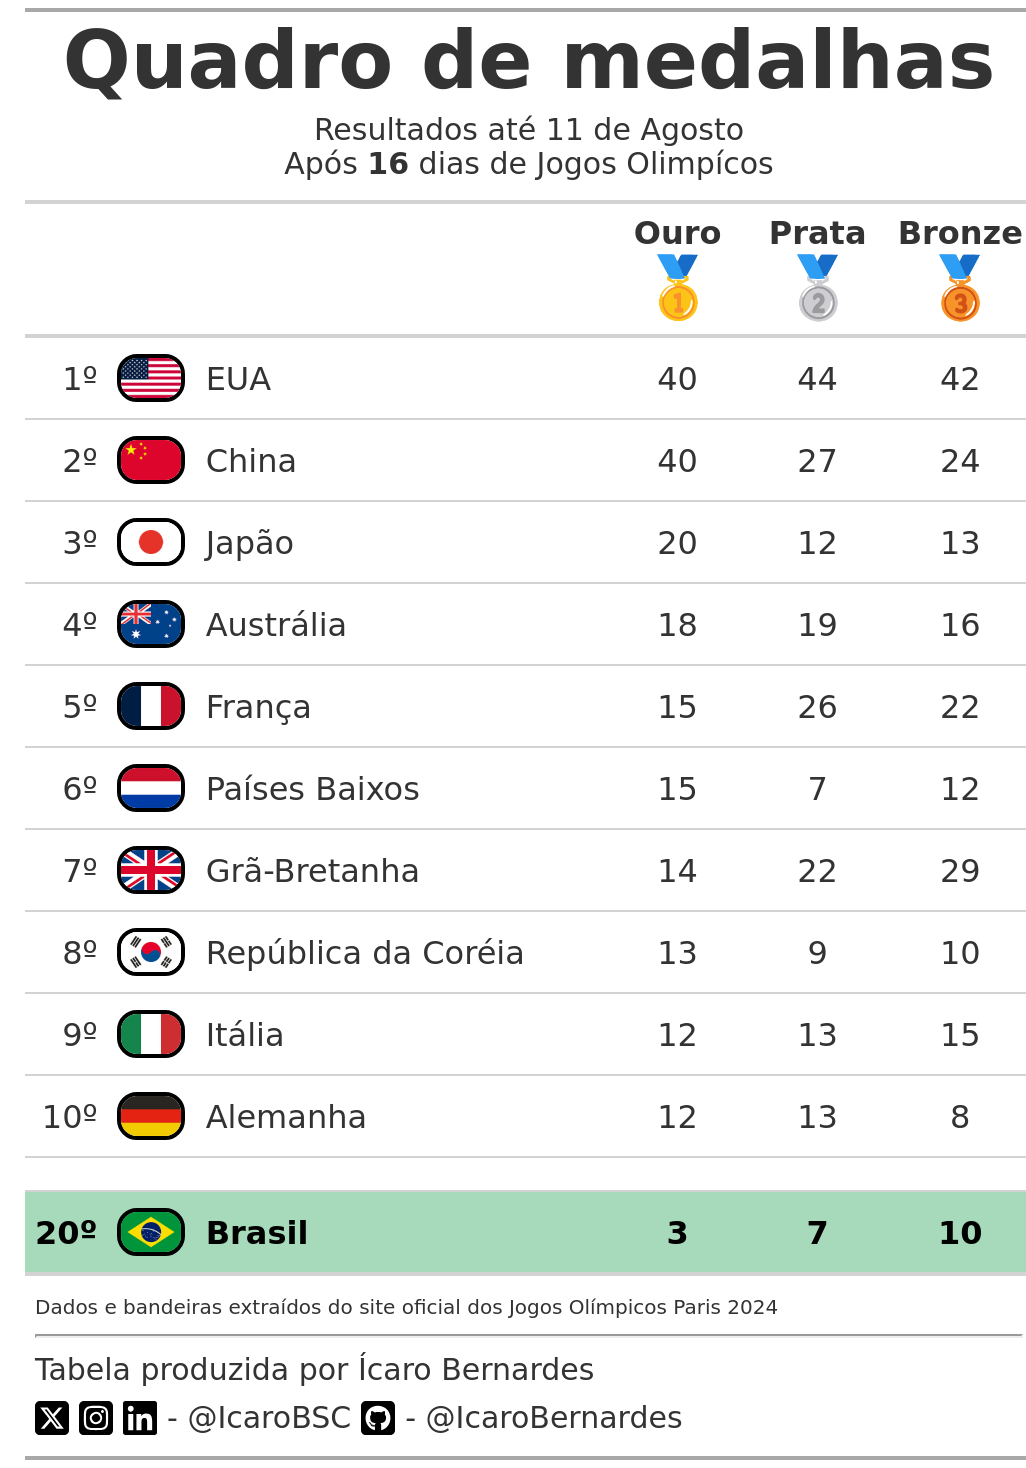 Quadro de medalhas
Resultados até 11 de Agosto
Após 16 dias de Jogos Olimpícos
Ouro Prata Bronze
1 2 3
1º EUA 40 44 42
2º China 40 27 24
3º Japão 20 12 13
4º Austrália 18 19 16
5º França 15 26 22
6º Países Baixos 15 7 12
7º Grã-Bretanha 14 22 29
8º República da Coréia 13 9 10
9º Itália 12 13 15
10º Alemanha 12 13 8
20º Brasil 3 7 10
Dados e bandeiras extraídos do site oficial dos Jogos Olímpicos Paris 2024
Tabela produzida por Ícaro Bernardes
X in - @IcaroBSC - @IcaroBernardes